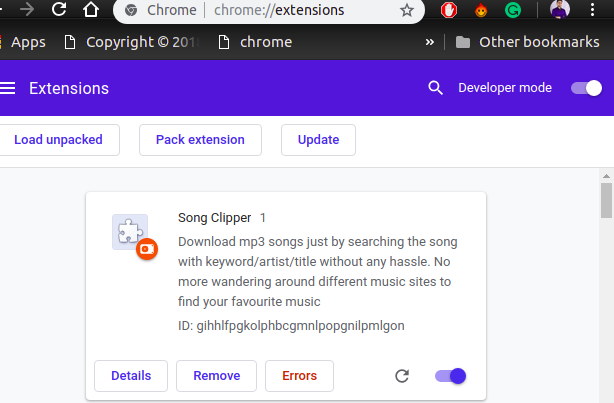 Chrome chrome://extensions
Apps Copyright © 201 chrome » Other bookmarks
Extensions Developer mode
Load unpacked Pack extension Update
Song Clipper 1
Download mp3 songs just by searching the song
with keyword/artist/title without any hassle. No
more wandering around different music sites to
find your favourite music
ID: gihhlfpgkolphbcgmnlpopgnilpmlgon
Details Remove Errors